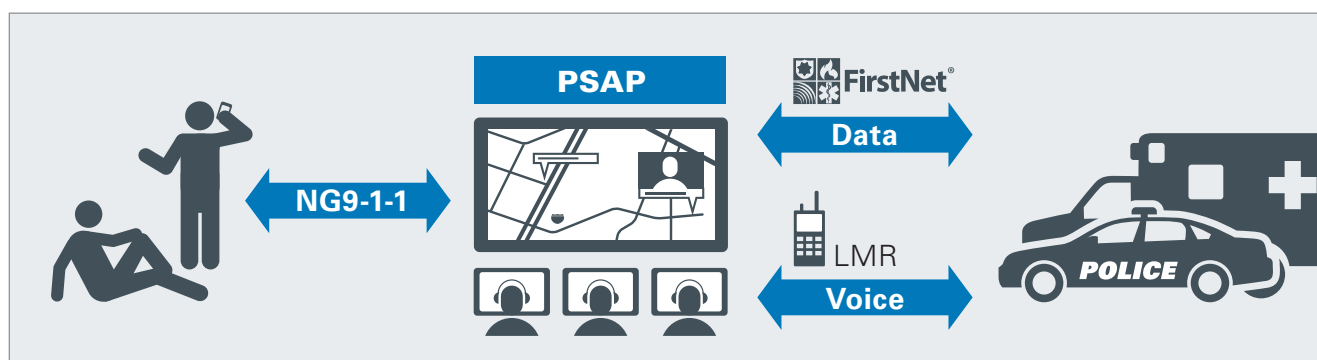 NG9-1-1
PSAP
FirstNet®
Data
LMR
Voice
POLICE